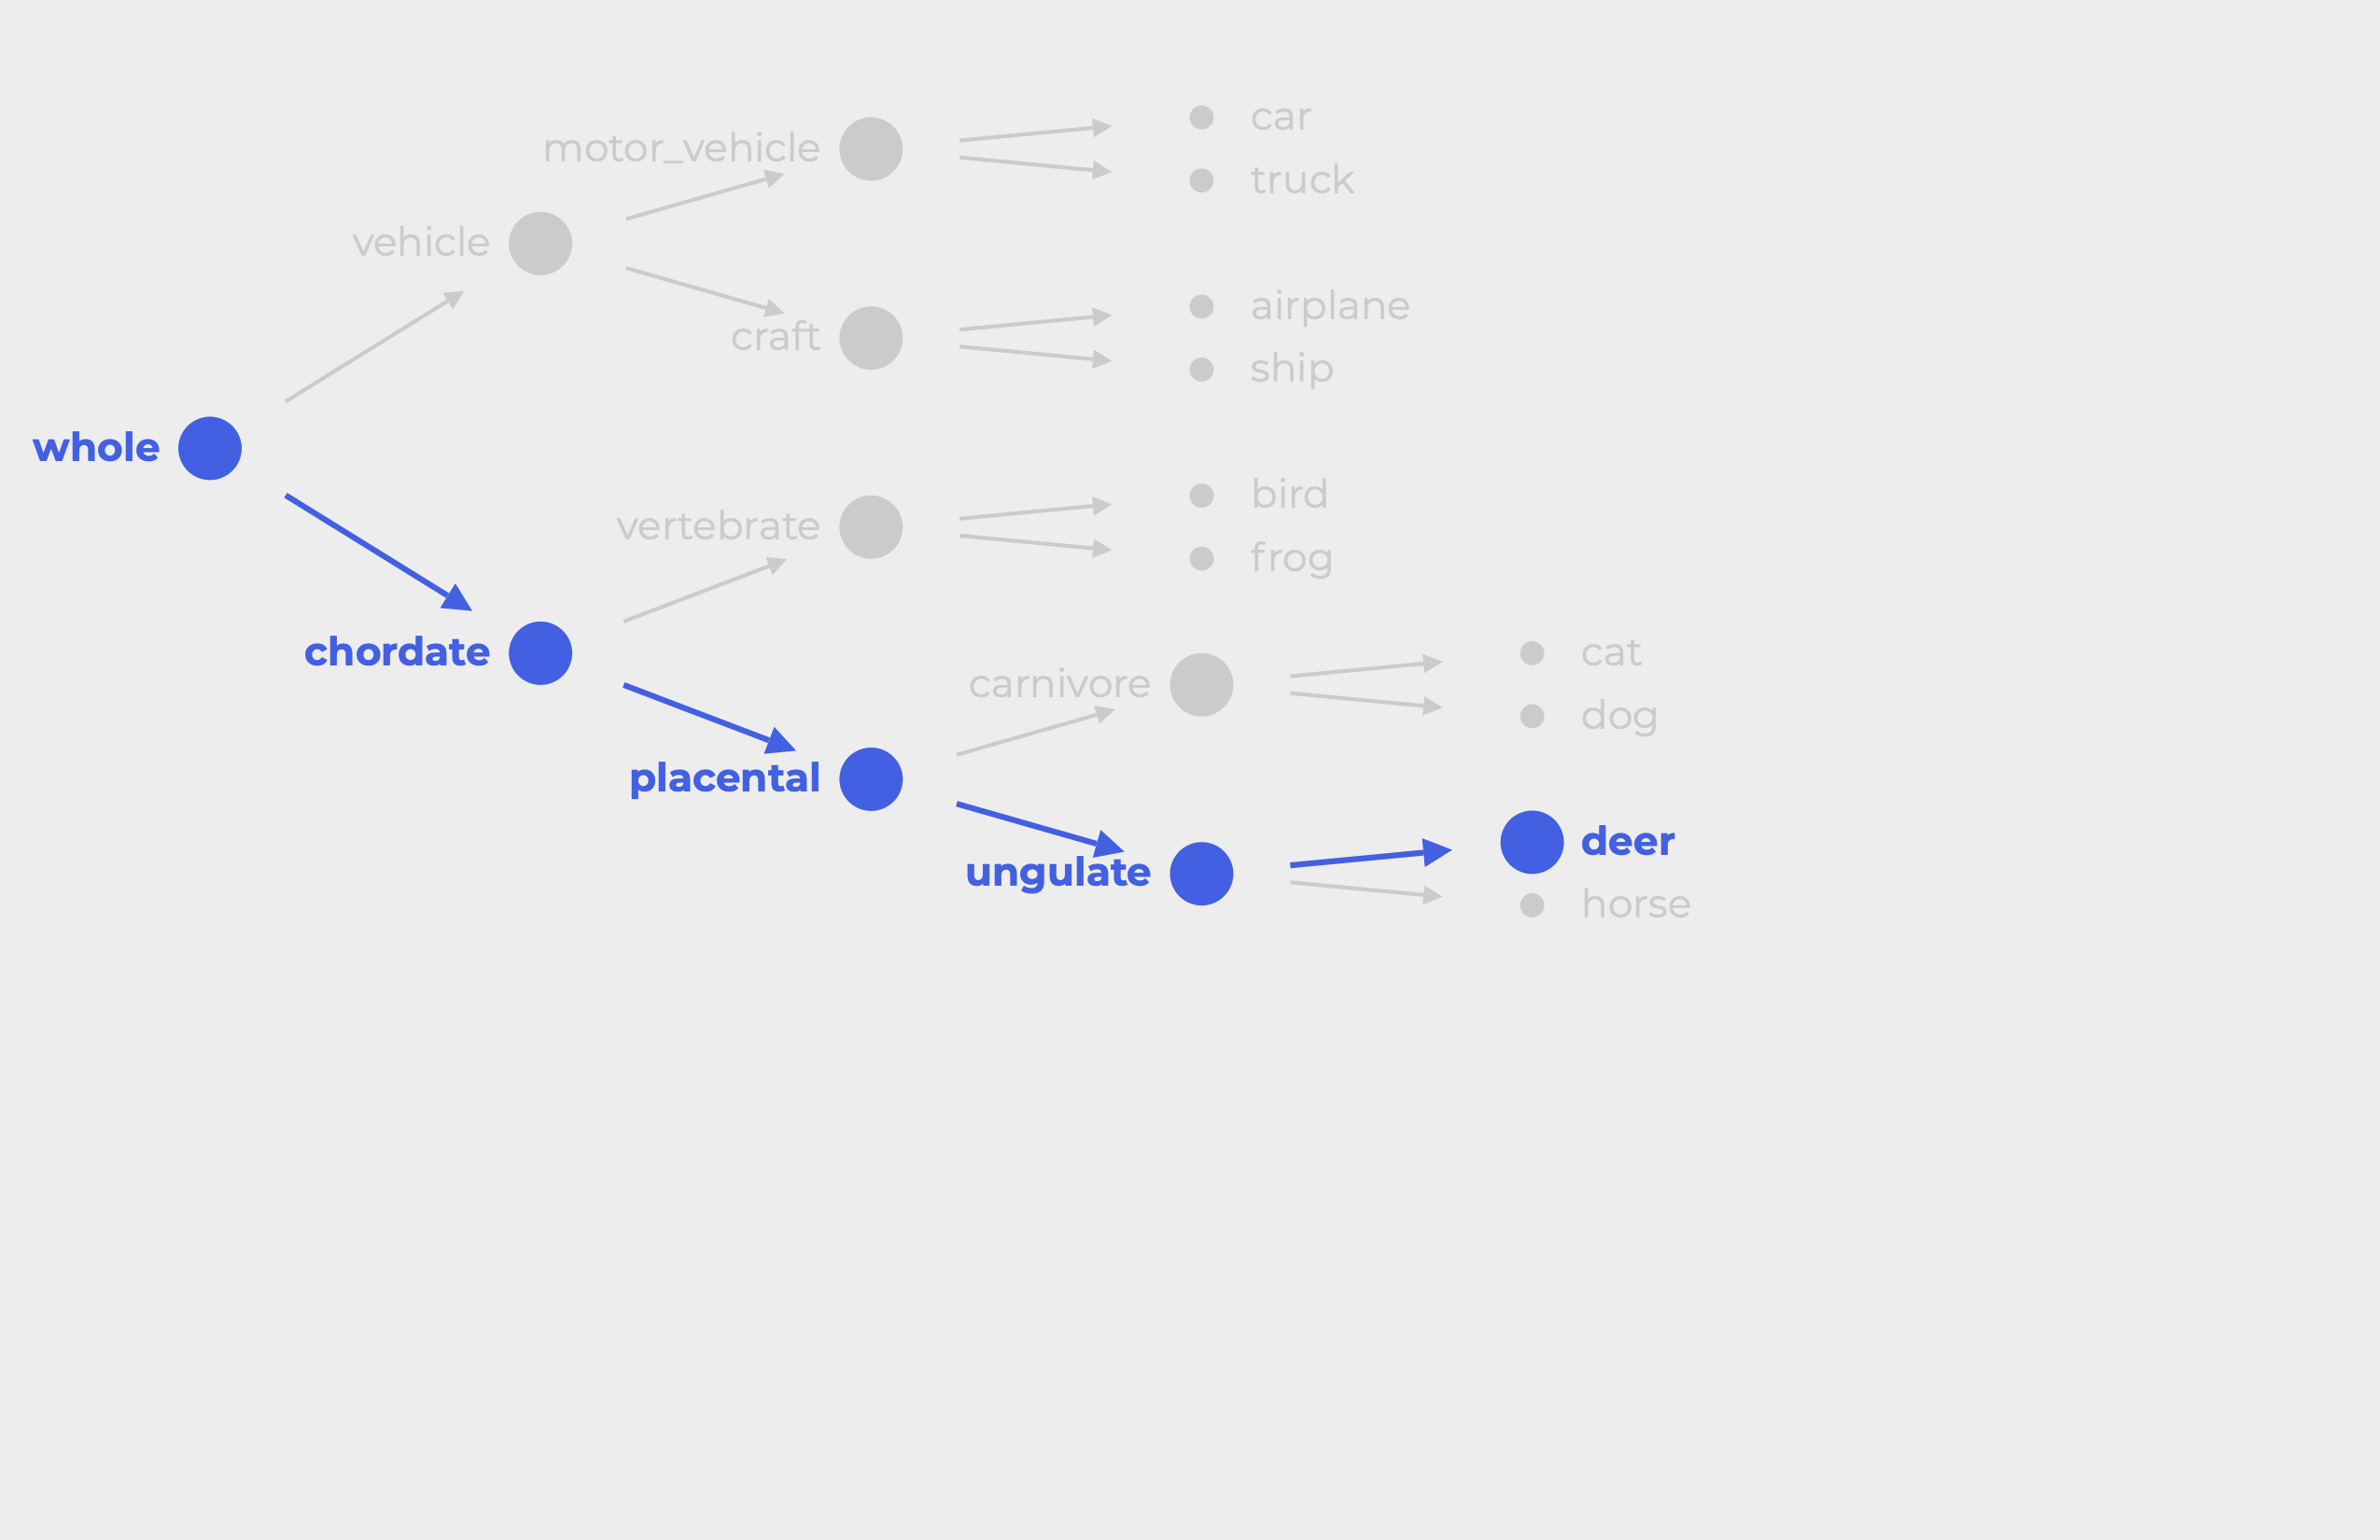 car
motor_vehicle
truck
vehicle
airplane
craft
ship
whole
bird
vertebrate
frog
chordate
cat
carnivore
dog
placental
deer
ungulate
horse